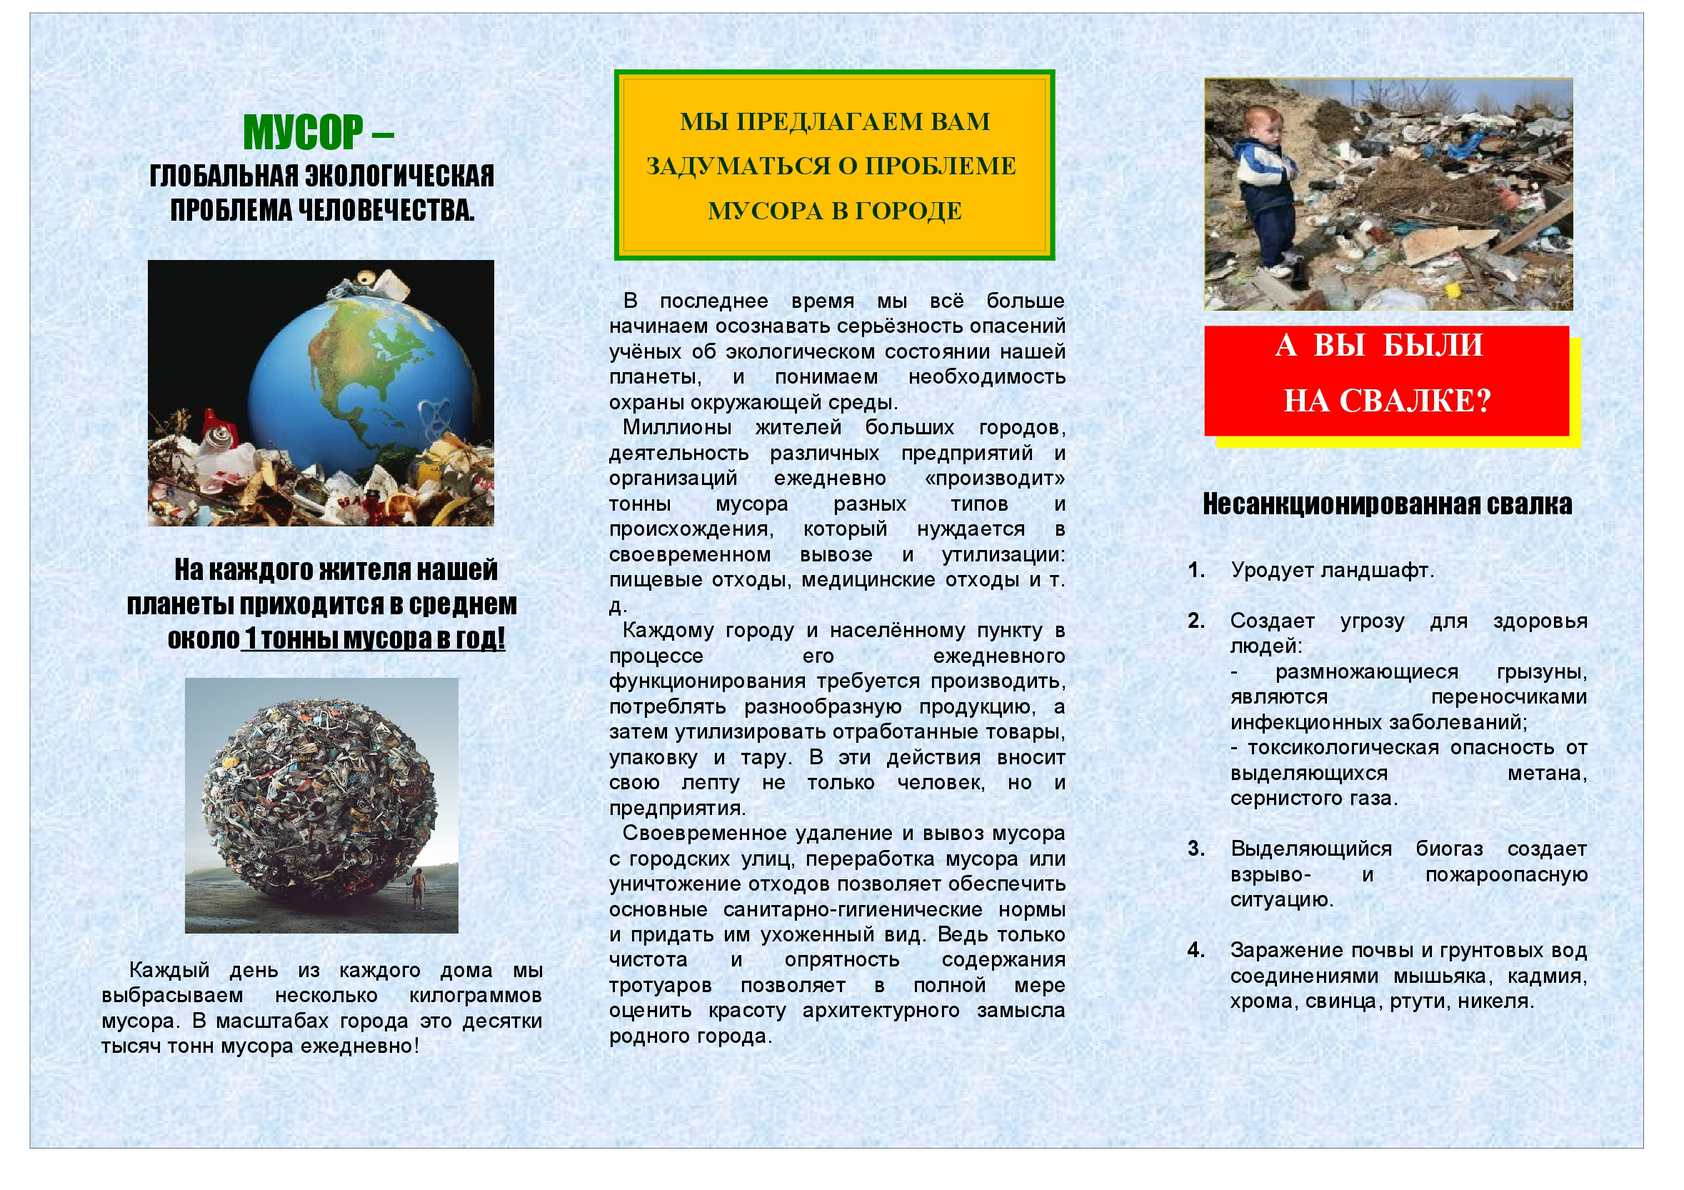 МУСОР –
ГЛОБАЛЬНАЯ ЭКОЛОГИЧЕСКАЯ
ПРОБЛЕМА ЧЕЛОВЕЧЕСТВА.
На каждого жителя нашей
планеты приходится в среднем
около 1 тонны мусора в год!
Каждый день из каждого дома мы
выбрасываем несколько килограммов
мусора. В масштабах города это десятки
тысяч тонн мусора ежедневно!
МЫ ПРЕДЛАГАЕМ ВАМ
ЗАДУМАТЬСЯ О ПРОБЛЕМЕ
МУСОРА В ГОРОДЕ
В последнее время мы всё больше
начинаем осознавать серьёзность опасений
учёных об экологическом состоянии нашей
планеты, и понимаем необходимость
охраны окружающей среды.
Миллионы жителей больших городов,
деятельность различных предприятий и
организаций ежедневно «производит»
тонны мусора разных типов и
происхождения, который нуждается в
своевременном вывозе и утилизации:
пищевые отходы, медицинские отходы и т.
д.
Каждому городу и населённому пункту в
процессе его ежедневного
функционирования требуется производить,
потреблять разнообразную продукцию, а
затем утилизировать отработанные товары,
упаковку и тару. В эти действия вносит
свою лепту не только человек, но и
предприятия.
Своевременное удаление и вывоз мусора
с городских улиц, переработка мусора или
уничтожение отходов позволяет обеспечить
основные санитарно-гигиенические нормы
и придать им ухоженный вид. Ведь только
чистота и опрятность содержания
тротуаров позволяет в полной мере
оценить красоту архитектурного замысла
родного города.
А ВЫ БЫЛИ
НА СВАЛКЕ?
Несанкционированная свалка
1. Уродует ландшафт.
2. Создает угрозу для здоровья
людей:
- размножающиеся грызуны,
являются переносчиками
инфекционных заболеваний;
- токсикологическая опасность от
выделяющихся метана,
сернистого газа.
3. Выделяющийся биогаз создает
взрыво- и пожароопасную
ситуацию.
4. Заражение почвы и грунтовых вод
соединениями мышьяка, кадмия,
хрома, свинца, ртути, никеля.